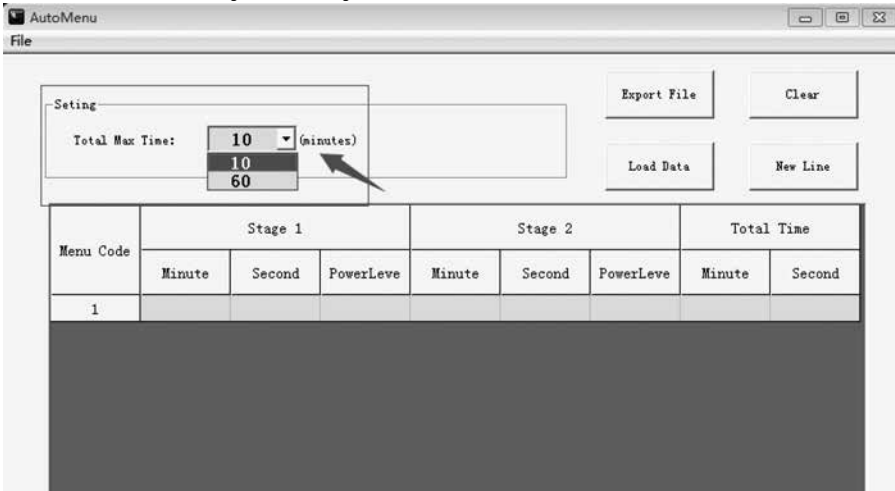 AutoMenu
File
Seting
Total Max Time: 10 (minutes)
10
60
Export File
Clear
Load Data
New Line
Menu Code
Stage 1
Stage 2
Total Time
Minute Second PowerLeve Minute Second PowerLeve Minute Second
1